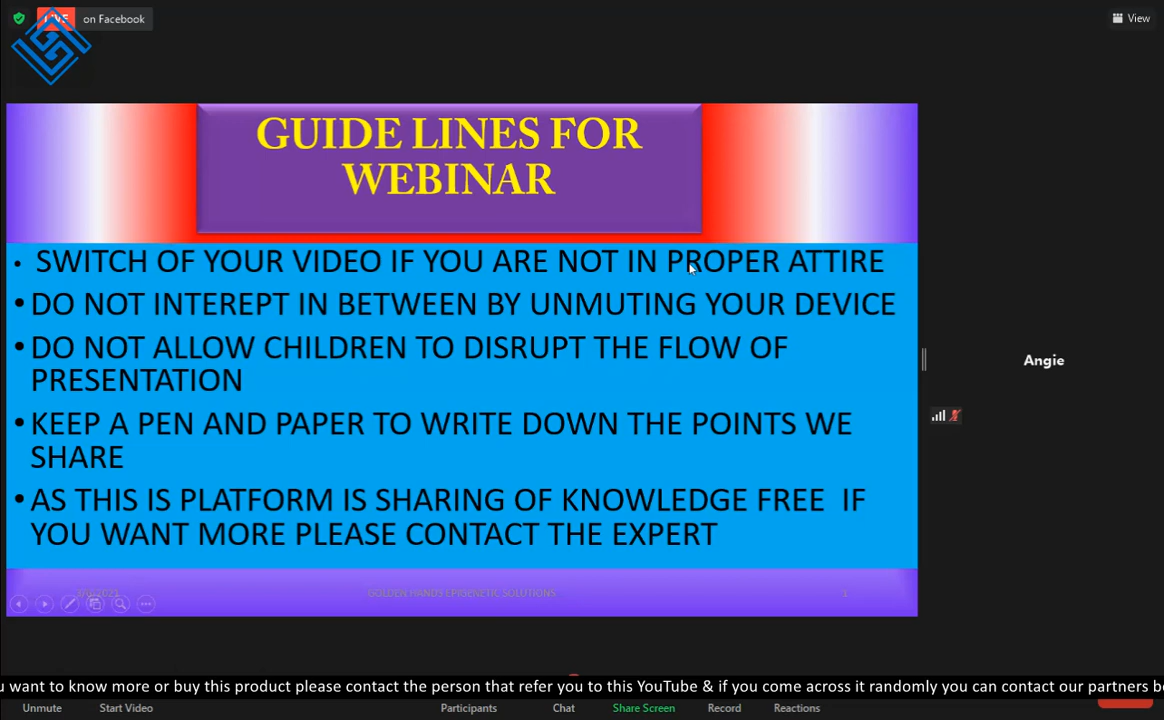 LIVE on Facebook
View
GUIDE LINES FOR
WEBINAR
• SWITCH OF YOUR VIDEO IF YOU ARE NOT IN PROPER ATTIRE
• DO NOT INTEREPT IN BETWEEN BY UNMUTING YOUR DEVICE
• DO NOT ALLOW CHILDREN TO DISRUPT THE FLOW OF
PRESENTATION
• KEEP A PEN AND PAPER TO WRITE DOWN THE POINTS WE
SHARE
• AS THIS IS PLATFORM IS SHARING OF KNOWLEDGE FREE IF
YOU WANT MORE PLEASE CONTACT THE EXPERT
Angie
GOLDEN HANDS EPIGENETIC SOLUTIONS
want to know more or buy this product please contact the person that refer you to this YouTube & if you come across it randomly you can contact our partners
Unmute Start Video Participants Chat Share Screen Record Reactions